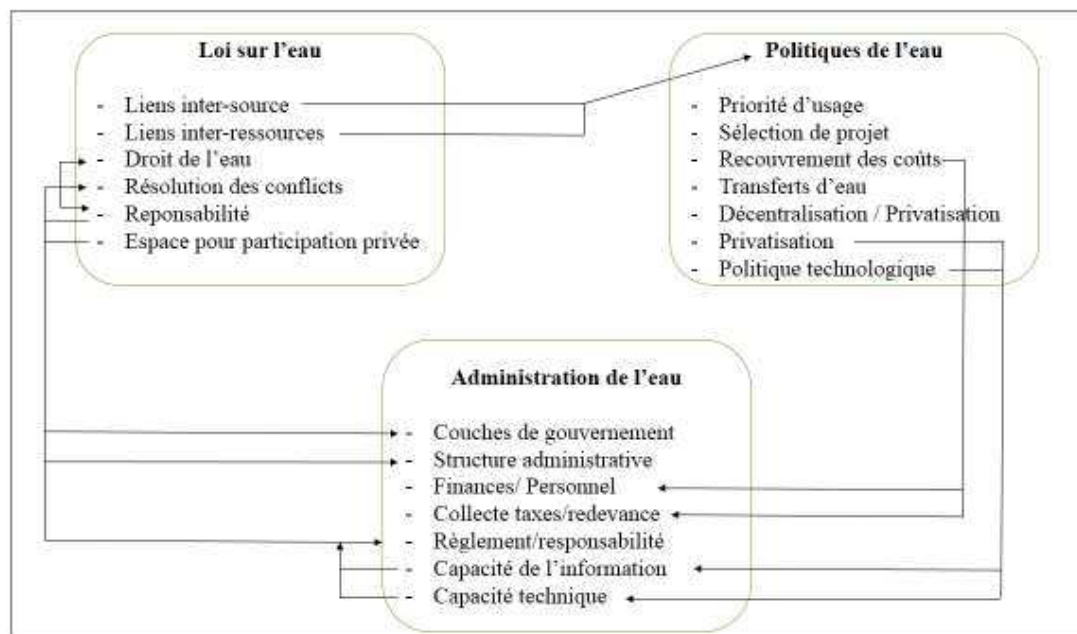 Loi sur l'eau
- Liens inter-source
- Liens inter-ressources
- Droit de l'eau
- Résolution des conflicts
- Reponsabilité
- Espace pour participation privée
Politiques de l'eau
- Priorité d'usage
- Sélection de projet
- Recouvrement des coûts
- Transferts d'eau
- Décentralisation / Privatisation
- Privatisation
- Politique technologique
Administration de l'eau
- Couches de gouvernement
- Structure administrative
- Finances/ Personnel
- Collecte taxes/redevance
- Règlement/responsabilité
- Capacité de l'information
- Capacité technique